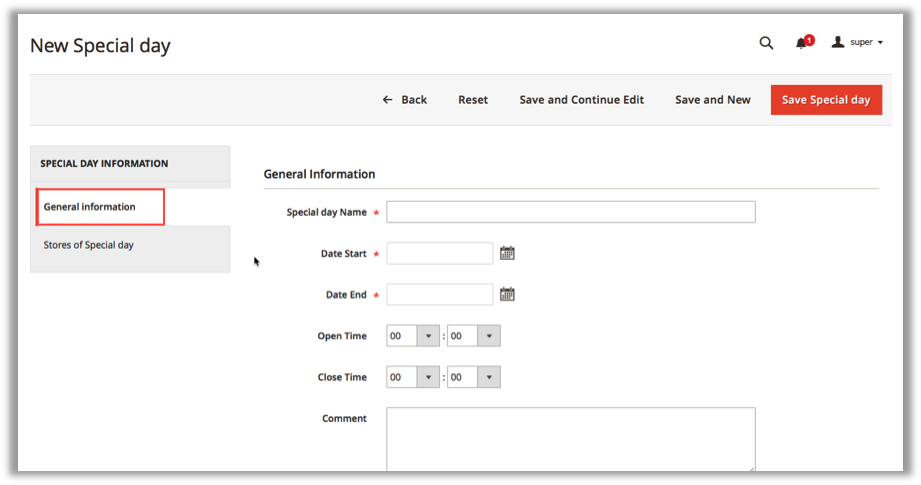 New Special day
1
super
Back
Reset
Save and Continue Edit
Save and New
Save Special day
SPECIAL DAY INFORMATION
General information
Stores of Special day
General Information
Special day Name *
Date Start *
Date End *
Open Time 00 : 00
Close Time 00 : 00
Comment